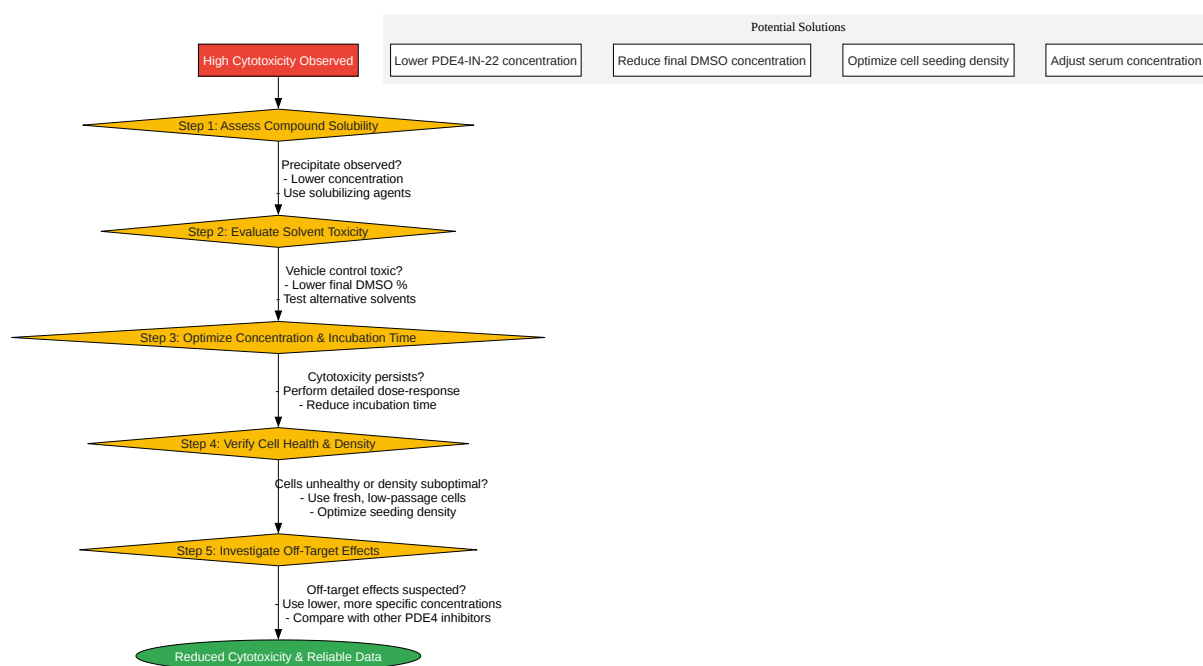 Potential Solutions
High Cytotoxicity Observed
Lower PDE4-IN-22 concentration
Reduce final DMSO concentration
Optimize cell seeding density
Adjust serum concentration
Step 1: Assess Compound Solubility
Precipitate observed?
- Lower concentration
- Use solubilizing agents
Step 2: Evaluate Solvent Toxicity
Vehicle control toxic?
- Lower final DMSO %
- Test alternative solvents
Step 3: Optimize Concentration & Incubation Time
Cytotoxicity persists?
- Perform detailed dose-response
- Reduce incubation time
Step 4: Verify Cell Health & Density
Cells unhealthy or density suboptimal?
- Use fresh, low-passage cells
- Optimize seeding density
Step 5: Investigate Off-Target Effects
Off-target effects suspected?
- Use lower, more specific concentrations
- Compare with other PDE4 inhibitors
Reduced Cytotoxicity & Reliable Data